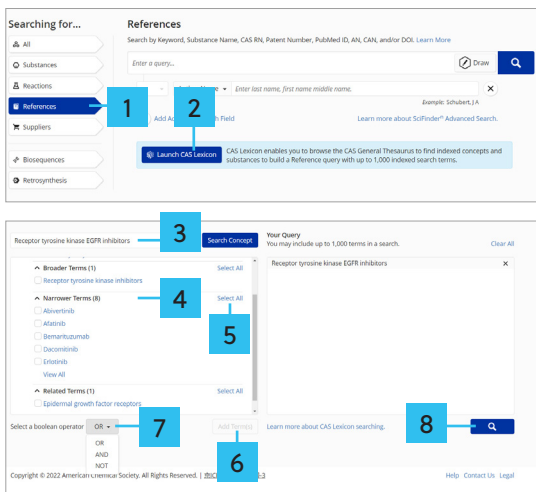 Searching for...
References
All
Search by Keyword, Substance Name, CAS RN, Patent Number, PubMed ID, AN, CAN, and/or DOI. Learn More
Substances
Enter a query...
Draw
Reactions
Name
Enter last name, first name middle name.
References
1
2
Example: Schubert, J A
Suppliers
Add
Field
Learn more about SciFinder® Advanced Search.
Biosequences
Launch CAS Lexicon
CAS Lexicon enables you to browse the CAS General Thesaurus to find indexed concepts and
substances to build a Reference query with up to 1,000 indexed search terms.
Retrosynthesis
3
Receptor tyrosine kinase EGFR inhibitors
Search Concept
Your Query
You may include up to 1,000 terms in a search.
Clear All
Broader Terms (1)
Select All
Receptor tyrosine kinase EGFR inhibitors
Receptor tyrosine kinase inhibitors
4
Narrower Terms (8)
Select All
Abivertinib
5
Afatinib
Bemarituzumab
Dacomitinib
Erlotinib
View All
Related Terms (1)
Select All
Epidermal growth factor receptors
Select a boolean operator
OR
7
Add Term(s)
Learn more about CAS Lexicon searching.
8
OR
AND
NOT
6
Copyright © 2022 American Chemical Society. All Rights Reserved. |
Help Contact Us Legal